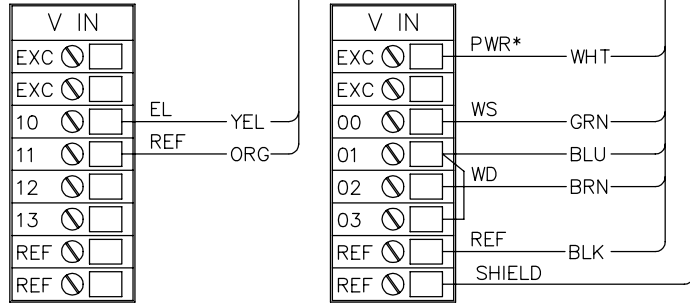 V IN
EXC
EXC
10 EL YEL
11 REF ORG
12
13
REF
REF
V IN
EXC PWR* WHT
EXC
00 WS GRN
01 BLU
02 WD BRN
03
REF REF BLK
REF SHIELD